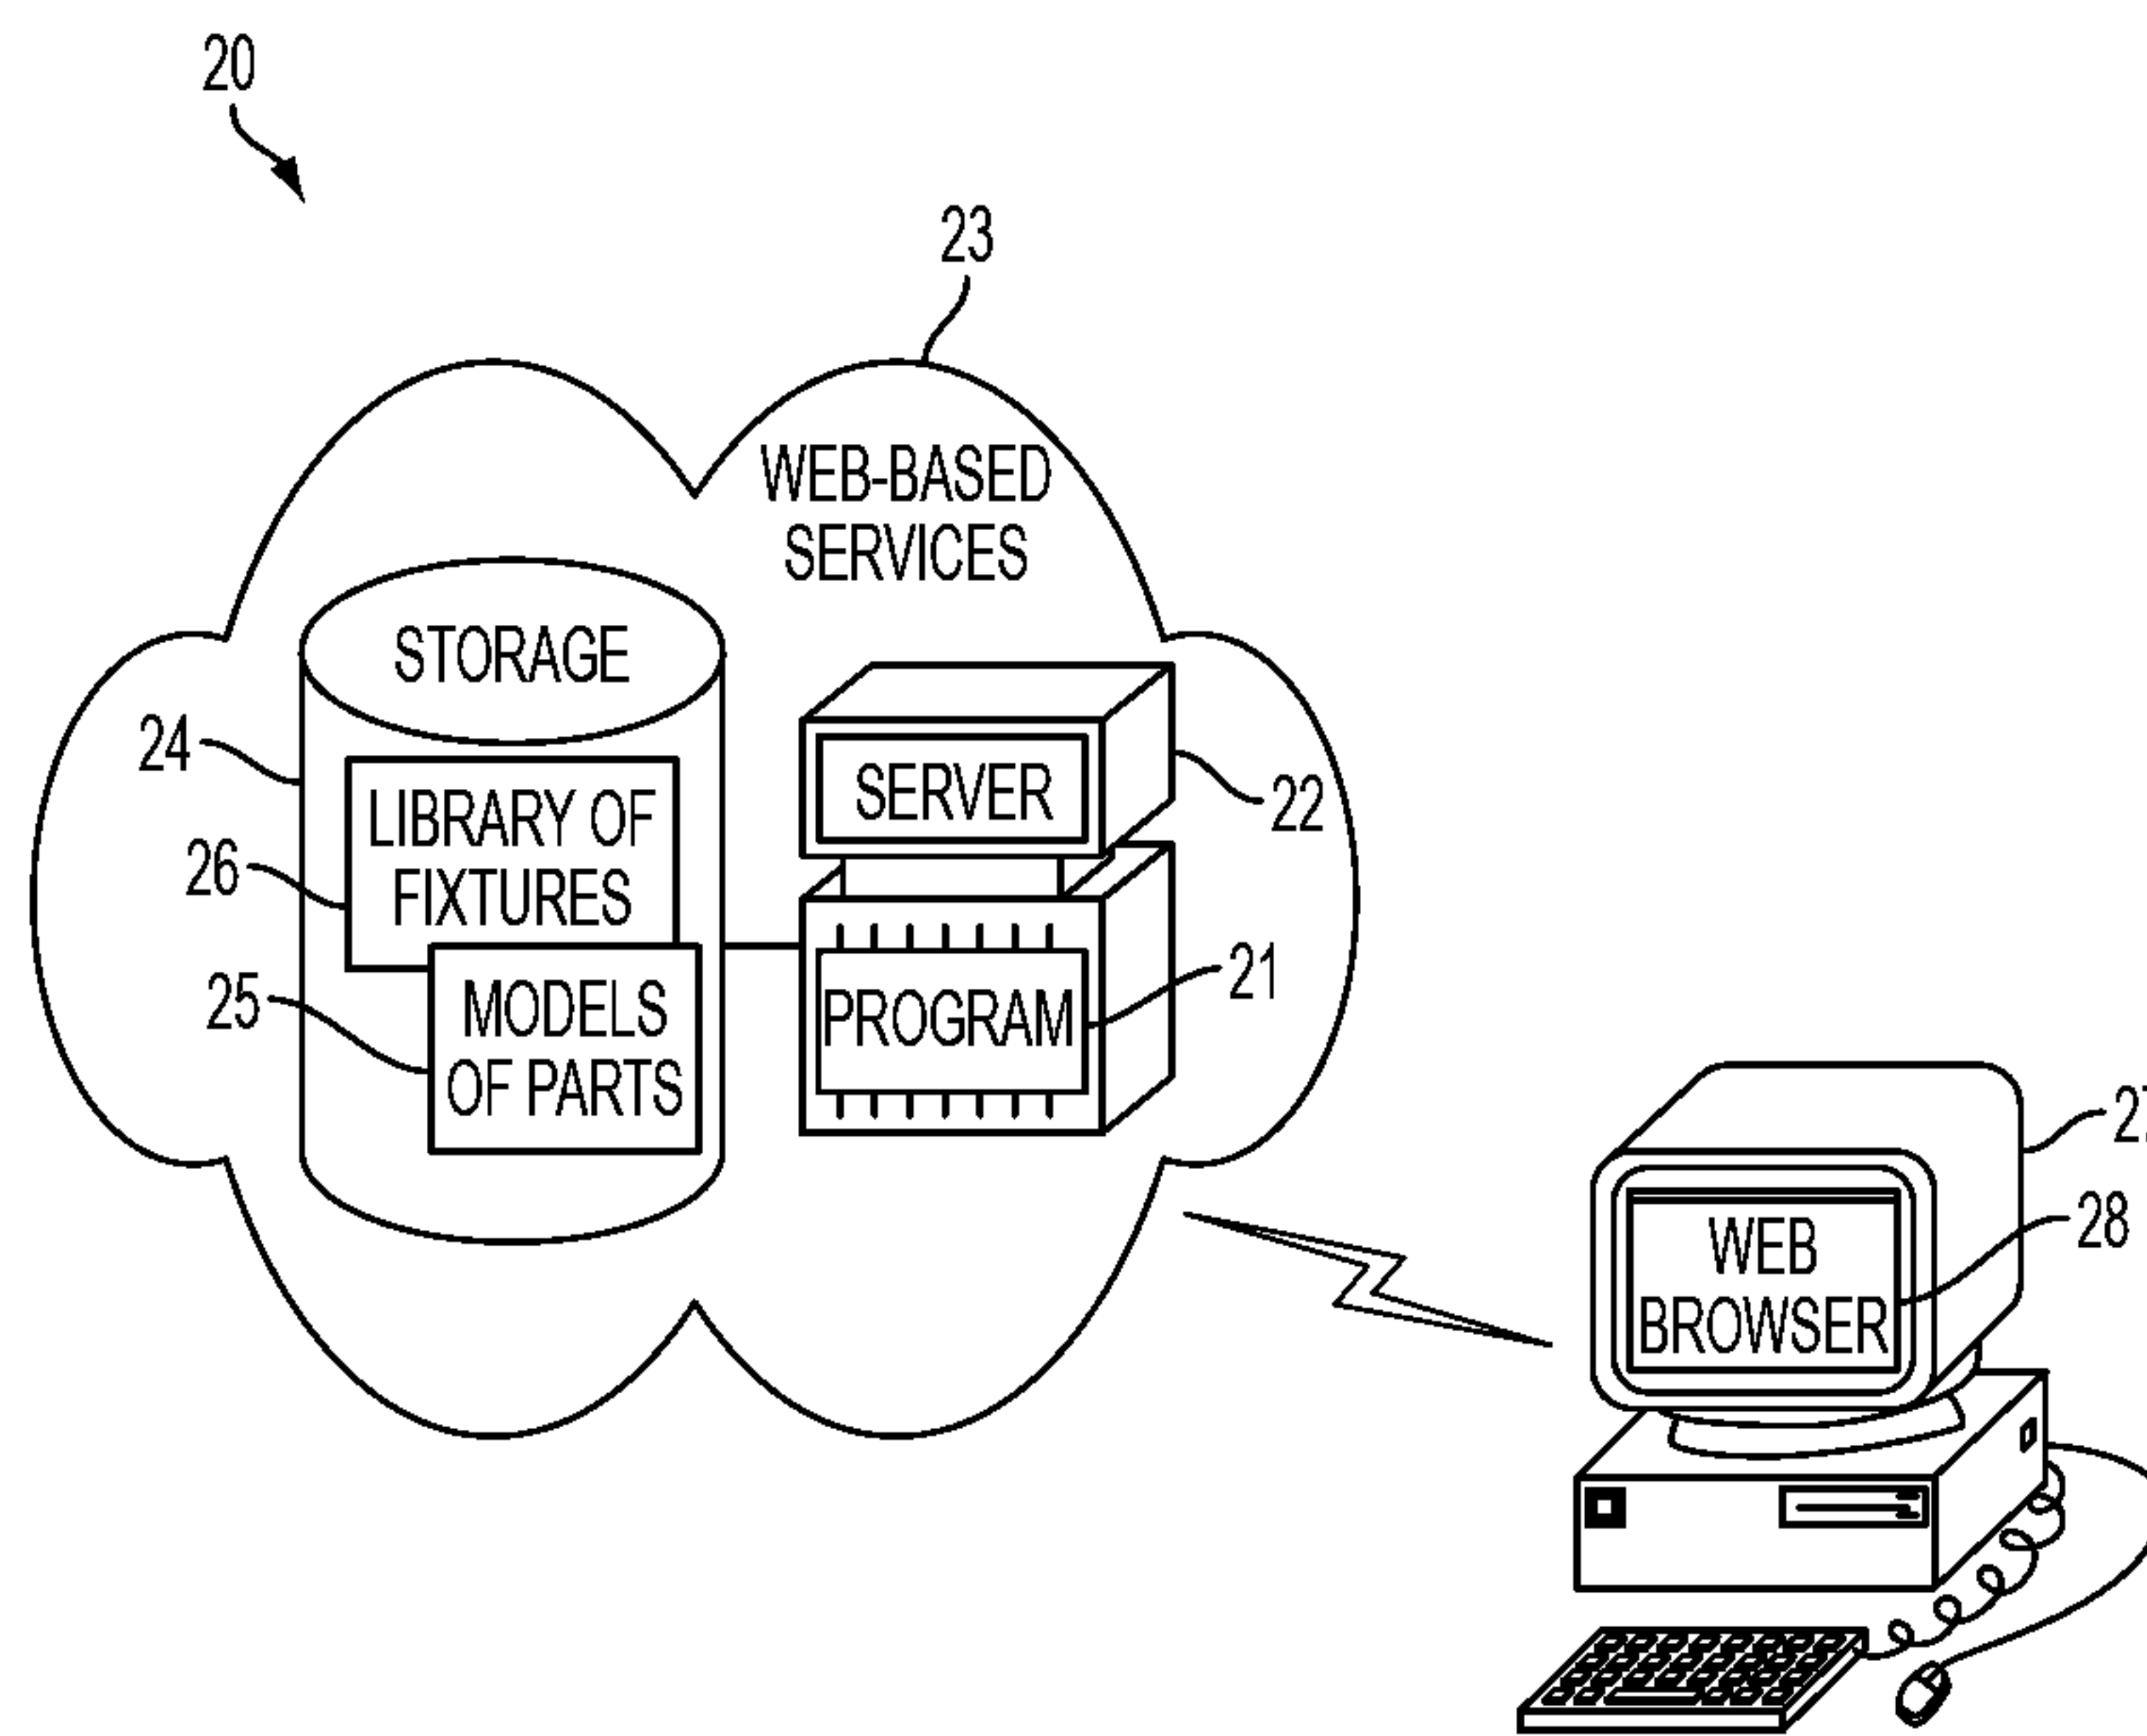 20
23
WEB-BASED
SERVICES
STORAGE
24
LIBRARY OF
FIXTURES
26
SERVER
22
25
MODELS
OF PARTS
PROGRAM
21
27
WEB
BROWSER
28